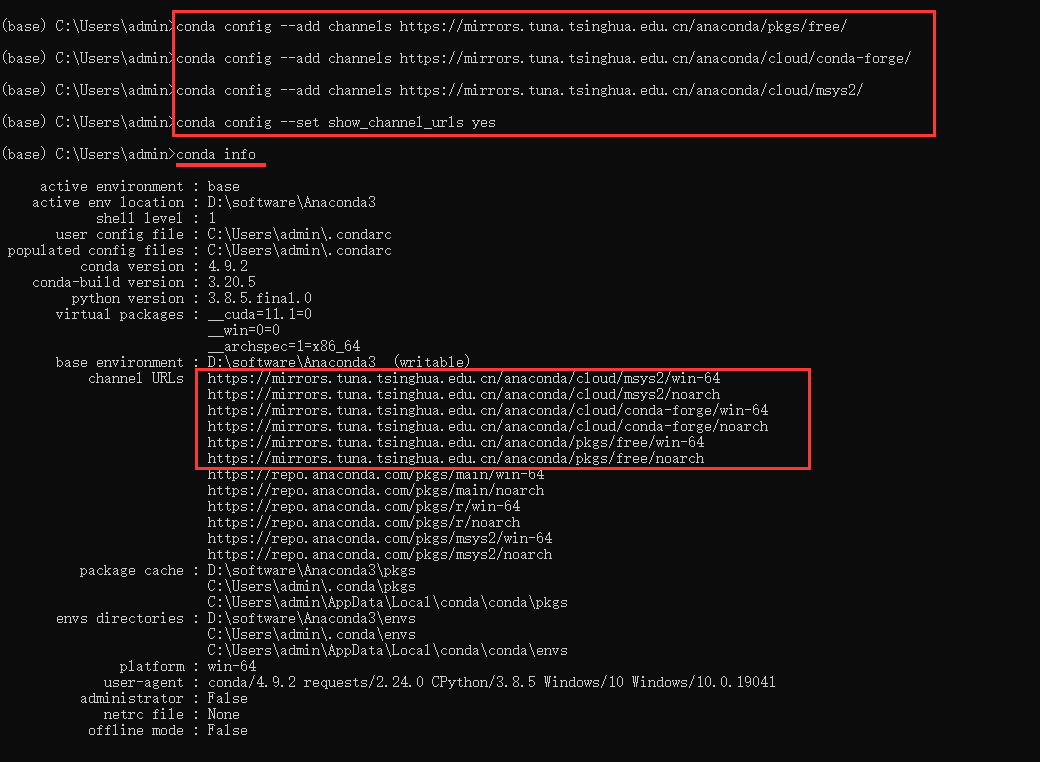 (base) C:\Users\admin>conda config --add channels https://mirrors.tuna.tsinghua.edu.cn/anaconda/pkgs/free/
(base) C:\Users\admin>conda config --add channels https://mirrors.tuna.tsinghua.edu.cn/anaconda/cloud/conda-forge/
(base) C:\Users\admin>conda config --add channels https://mirrors.tuna.tsinghua.edu.cn/anaconda/cloud/msys2/
(base) C:\Users\admin>conda config --set show_channel_urls yes
(base) C:\Users\admin>conda info
active environment : base
active env location : D:\software\Anaconda3
shell level : 1
user config file : C:\Users\admin\.condarc
populated config files : C:\Users\admin\.condarc
conda version : 4.9.2
conda-build version : 3.20.5
python version : 3.8.5.final.0
virtual packages : __cuda=11.1=0
__win=0=0
__archspec=1=x86_64
base environment : D:\software\Anaconda3  (writable)
channel URLs https://mirrors.tuna.tsinghua.edu.cn/anaconda/cloud/msys2/win-64
https://mirrors.tuna.tsinghua.edu.cn/anaconda/cloud/msys2/noarch
https://mirrors.tuna.tsinghua.edu.cn/anaconda/cloud/conda-forge/win-64
https://mirrors.tuna.tsinghua.edu.cn/anaconda/cloud/conda-forge/noarch
https://mirrors.tuna.tsinghua.edu.cn/anaconda/pkgs/free/win-64
https://mirrors.tuna.tsinghua.edu.cn/anaconda/pkgs/free/noarch
https://repo.anaconda.com/pkgs/main/win-64
https://repo.anaconda.com/pkgs/main/noarch
https://repo.anaconda.com/pkgs/r/win-64
https://repo.anaconda.com/pkgs/r/noarch
https://repo.anaconda.com/pkgs/msys2/win-64
https://repo.anaconda.com/pkgs/msys2/noarch
package cache : D:\software\Anaconda3\pkgs
C:\Users\admin\.conda\pkgs
C:\Users\admin\AppData\Local\conda\conda\pkgs
envs directories : D:\software\Anaconda3\envs
C:\Users\admin\.conda\envs
C:\Users\admin\AppData\Local\conda\conda\envs
platform : win-64
user-agent : conda/4.9.2 requests/2.24.0 CPython/3.8.5 Windows/10 Windows/10.0.19041
administrator : False
netrc file : None
offline mode : False